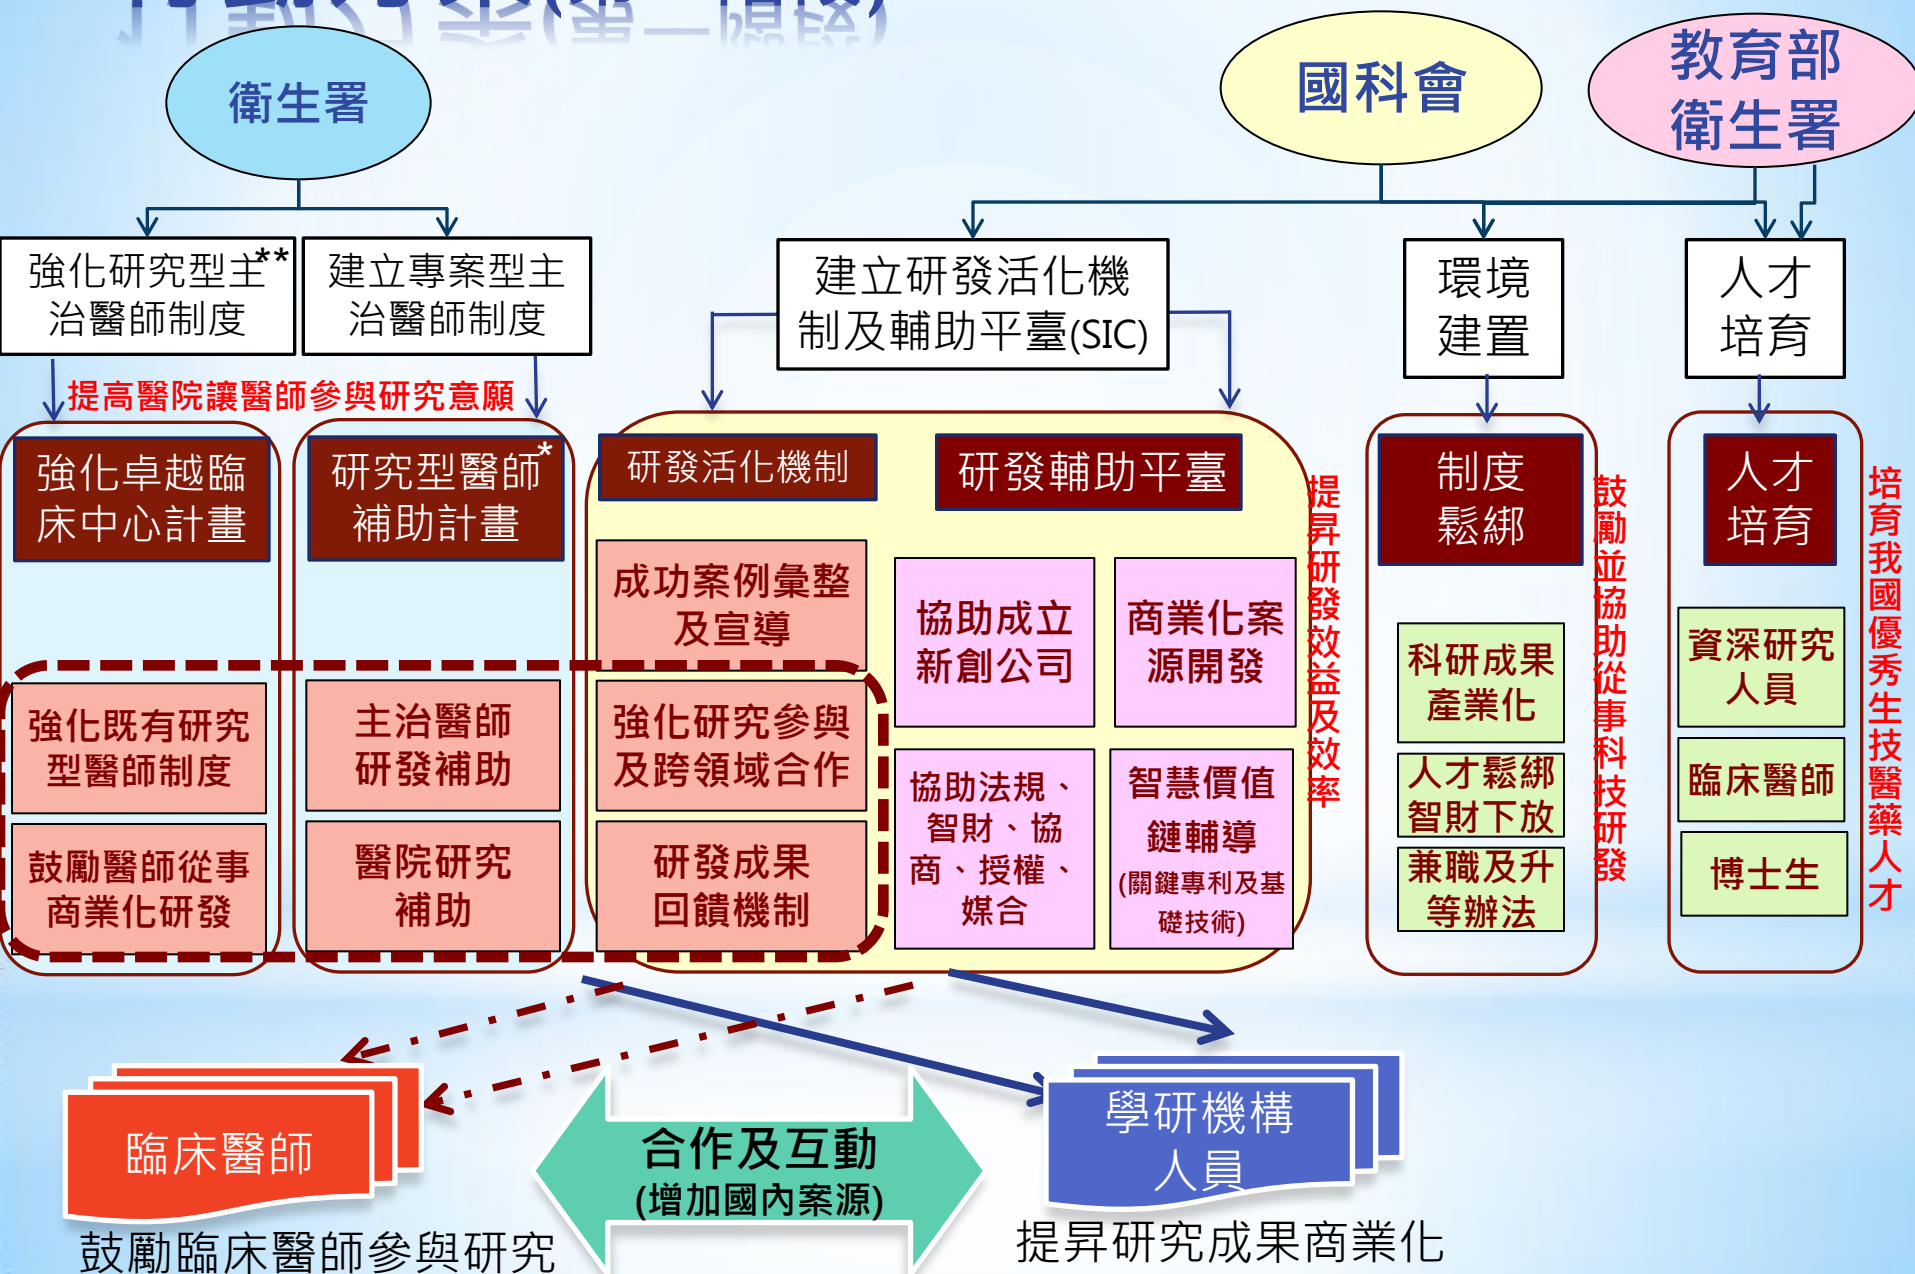 行動方案(第一階段)
衛生署
國科會
教育部
衛生署
強化研究型主**
治醫師制度
建立專案型主
治醫師制度
建立研發活化機
制及輔助平臺(SIC)
環境
建置
人才
培育
提高醫院讓醫師參與研究意願
強化卓越臨
床中心計畫
強化既有研究
型醫師制度
鼓勵醫師從事
商業化研發
研究型醫師*
補助計畫
主治醫師
研發補助
醫院研究
補助
研發活化機制
成功案例彙整
及宣導
強化研究參與
及跨領域合作
研發成果
回饋機制
研發輔助平臺
協助成立
新創公司
商業化案
源開發
協助法規、
智財、協
商、授權、
媒合
智慧價值
鏈輔導
(關鍵專利及基
礎技術)
提昇研發效益及效率
制度
鬆綁
科研成果
產業化
人才鬆綁
智財下放
兼職及升
等辦法
鼓勵並協助從事科技研發
人才
培育
資深研究
人員
臨床醫師
博士生
培育我國優秀生技醫藥人才
臨床醫師
鼓勵臨床醫師參與研究
合作及互動
(增加國內案源)
學研機構
人員
提昇研究成果商業化